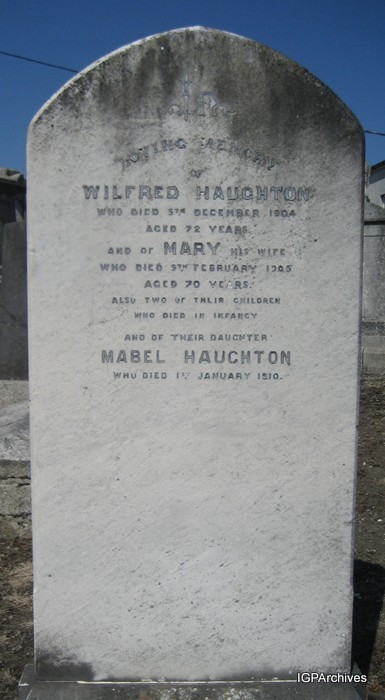 LOVING MEMORY
OF
WILFRED HAUGHTON
WHO DIED 5TH DECEMBER 1904
AGED 72 YEARS.
AND OF MARY HIS WIFE
WHO DIED 9TH FEBRUARY 1905
AGED 70 YEARS.
ALSO TWO OF THEIR CHILDREN
WHO DIED IN INFANCY
AND OF THEIR DAUGHTER
MABEL HAUGHTON
WHO DIED 1ST JANUARY 1910.
IGPArchives